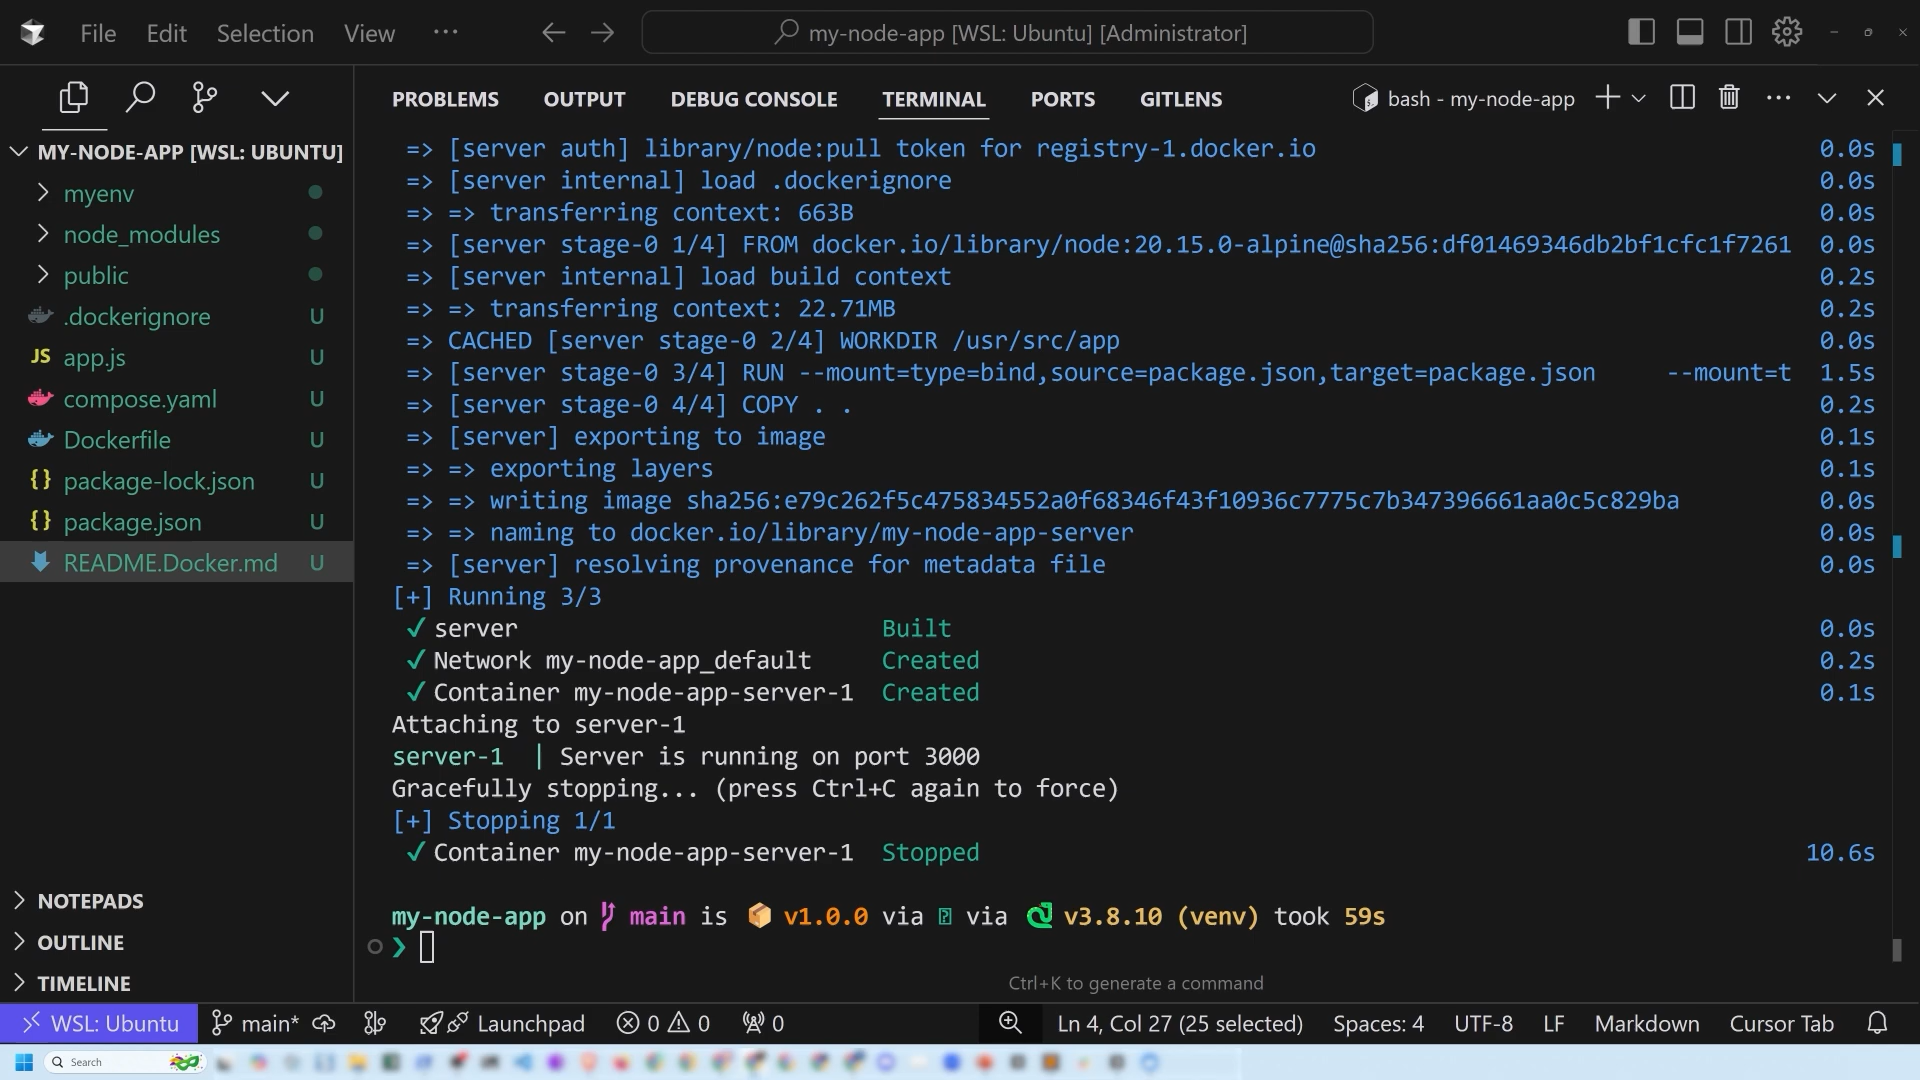 File Edit Selection View ··· my-node-app [WSL: Ubuntu] [Administrator]
PROBLEMS OUTPUT DEBUG CONSOLE TERMINAL PORTS GITLENS bash - my-node-app
MY-NODE-APP [WSL: UBUNTU]
myenv
node_modules
public
.dockerignore U
JS app.js U
compose.yaml U
Dockerfile U
{} package-lock.json U
{} package.json U
README.Docker.md U
NOTEPADS
OUTLINE
TIMELINE
=> [server auth] library/node:pull token for registry-1.docker.io 0.0s
=> [server internal] load .dockerignore 0.0s
=> => transferring context: 663B 0.0s
=> [server stage-0 1/4] FROM docker.io/library/node:20.15.0-alpine@sha256:df01469346db2bf1cfc1f7261 0.0s
=> [server internal] load build context 0.2s
=> => transferring context: 22.71MB 0.2s
=> CACHED [server stage-0 2/4] WORKDIR /usr/src/app 0.0s
=> [server stage-0 3/4] RUN --mount=type=bind,source=package.json,target=package.json --mount=t 1.5s
=> [server stage-0 4/4] COPY . . 0.2s
=> [server] exporting to image 0.1s
=> => exporting layers 0.1s
=> => writing image sha256:e79c262f5c475834552a0f68346f43f10936c7775c7b347396661aa0c5c829ba 0.0s
=> => naming to docker.io/library/my-node-app-server 0.0s
=> [server] resolving provenance for metadata file 0.0s
[+] Running 3/3
✓ server Built 0.0s
✓ Network my-node-app_default Created 0.2s
✓ Container my-node-app-server-1 Created 0.1s
Attaching to server-1
server-1 | Server is running on port 3000
Gracefully stopping... (press Ctrl+C again to force)
[+] Stopping 1/1
✓ Container my-node-app-server-1 Stopped 10.6s
my-node-app on main is v1.0.0 via via v3.8.10 (venv) took 59s
❯
Ctrl+K to generate a command
WSL: Ubuntu main* Launchpad 0 0 0 Ln 4, Col 27 (25 selected) Spaces: 4 UTF-8 LF Markdown Cursor Tab
Search